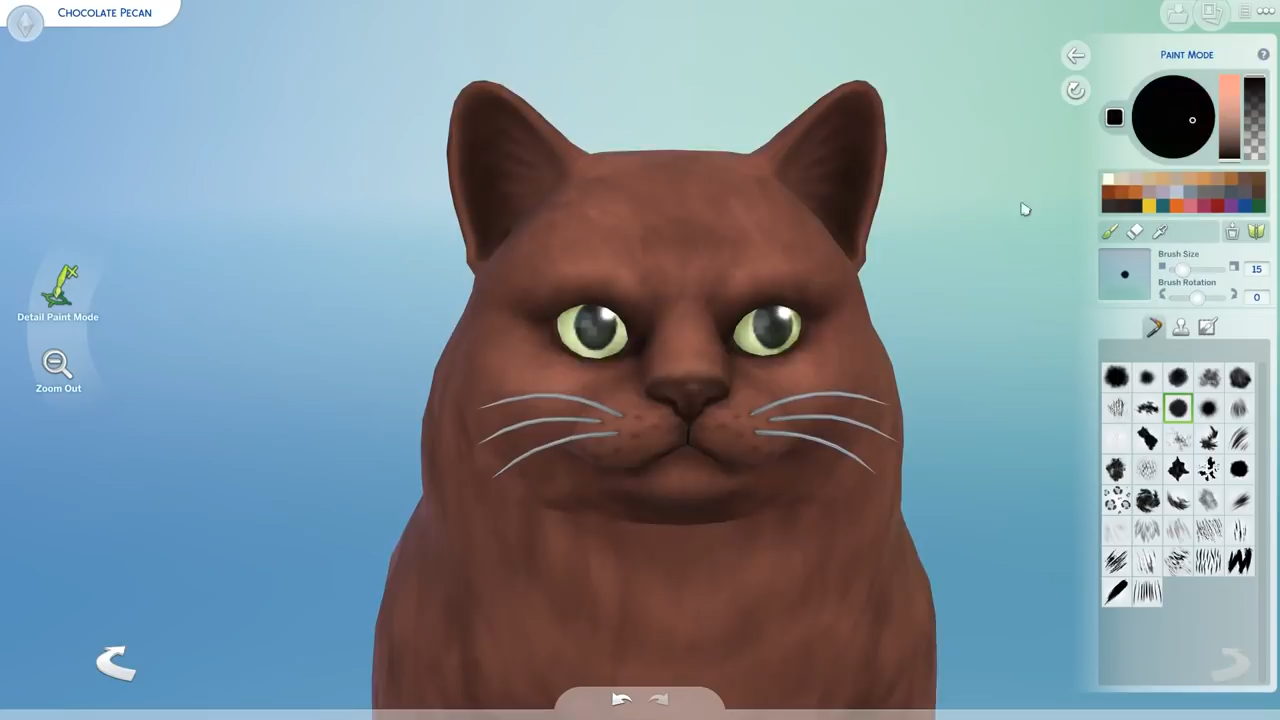 CHOCOLATE PECAN
PAINT MODE
?
Brush Size
15
Brush Rotation
0
Detail Paint Mode
Zoom Out